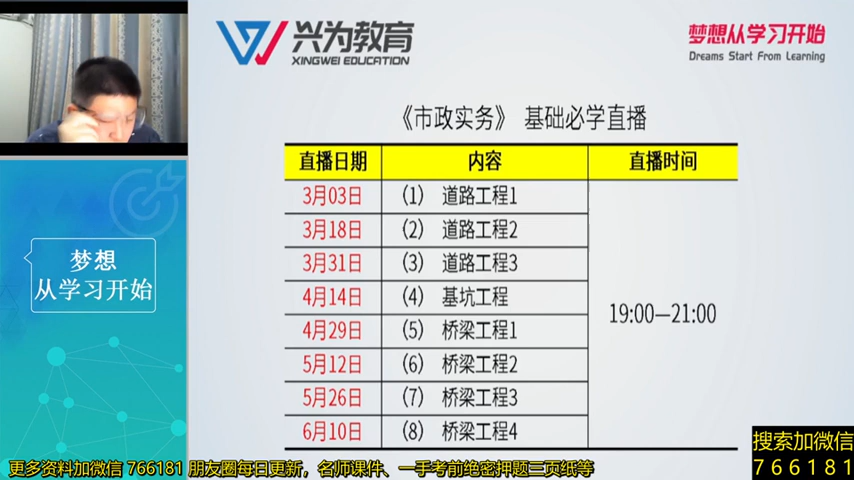 兴为教育
XINGWEI EDUCATION
梦想从学习开始
Dreams Start From Learning
《市政实务》 基础必学直播
直播日期 内容 直播时间
3月03日 (1) 道路工程1
3月18日 (2) 道路工程2
3月31日 (3) 道路工程3
4月14日 (4) 基坑工程
4月29日 (5) 桥梁工程1
5月12日 (6) 桥梁工程2
5月26日 (7) 桥梁工程3
6月10日 (8) 桥梁工程4
19:00—21:00
梦想
从学习开始
搜索加微信
766181
更多资料加微信 766181 朋友圈每日更新，名师课件、一手考前绝密押题三页纸等